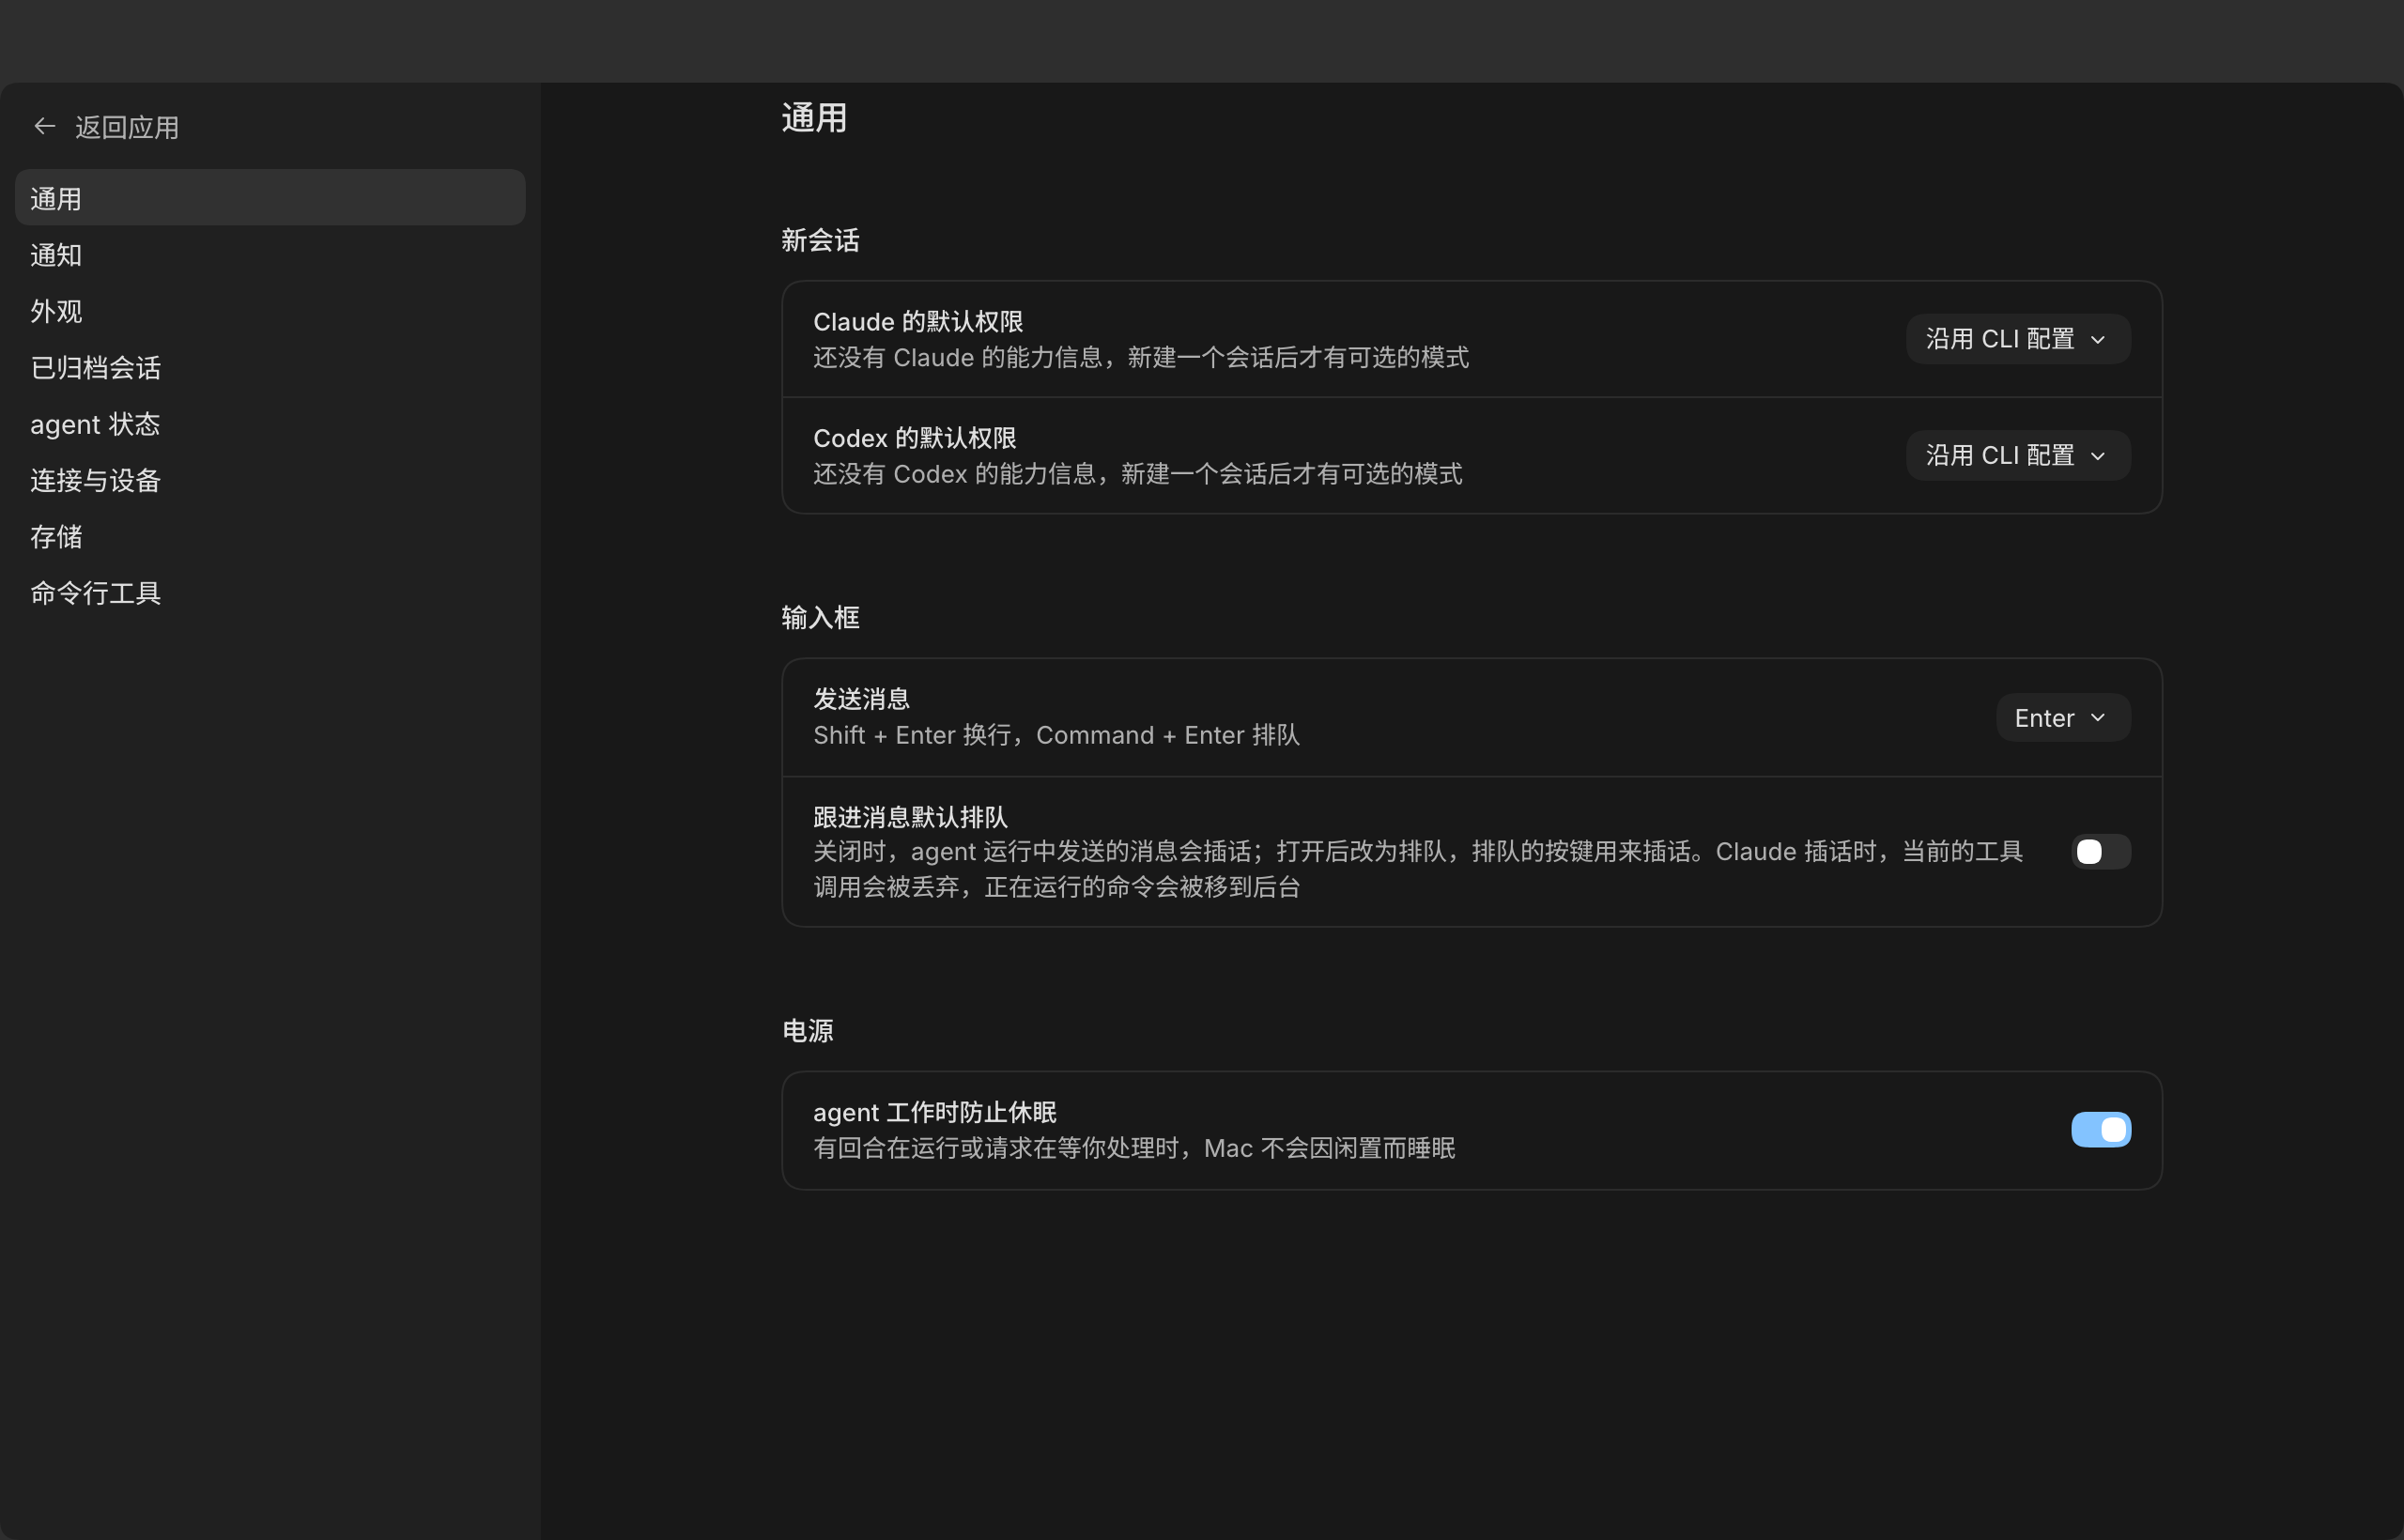 返回应用
通用
通知
外观
已归档会话
agent 状态
连接与设备
存储
命令行工具
通用
新会话
Claude 的默认权限
还没有 Claude 的能力信息，新建一个会话后才有可选的模式
沿用 CLI 配置
Codex 的默认权限
还没有 Codex 的能力信息，新建一个会话后才有可选的模式
沿用 CLI 配置
输入框
发送消息
Shift + Enter 换行，Command + Enter 排队
Enter
跟进消息默认排队
关闭时，agent 运行中发送的消息会插话；打开后改为排队，排队的按键用来插话。Claude 插话时，当前的工具
调用会被丢弃，正在运行的命令会被移到后台
电源
agent 工作时防止休眠
有回合在运行或请求在等你处理时，Mac 不会因闲置而睡眠